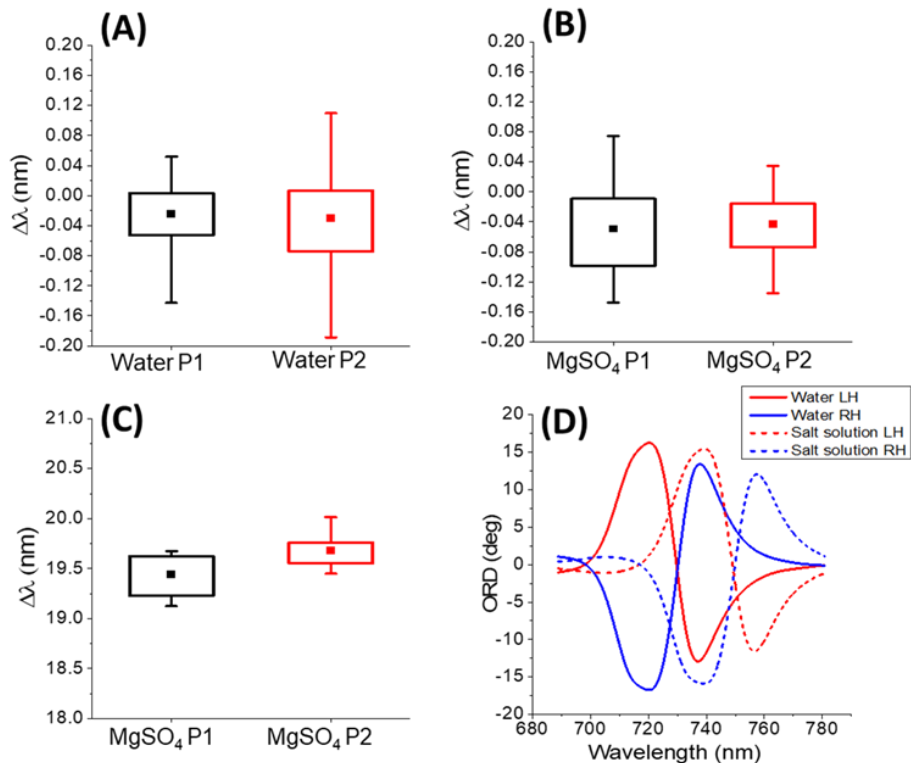 (A)
0.20
0.16
0.12
0.08
0.04
0.00
-0.04
-0.08
-0.12
-0.16
-0.20
Δλ (nm)
Water P1 Water P2
(B)
0.20
0.16
0.12
0.08
0.04
0.00
-0.04
-0.08
-0.12
-0.16
-0.20
Δλ (nm)
MgSO₄ P1 MgSO₄ P2
(C)
21.0
20.5
20.0
19.5
19.0
18.5
18.0
Δλ (nm)
MgSO₄ P1 MgSO₄ P2
(D)
Water LH
Water RH
Salt solution LH
Salt solution RH
20
15
10
5
0
-5
-10
-15
-20
ORD (deg)
680 700 720 740 760 780
Wavelength (nm)